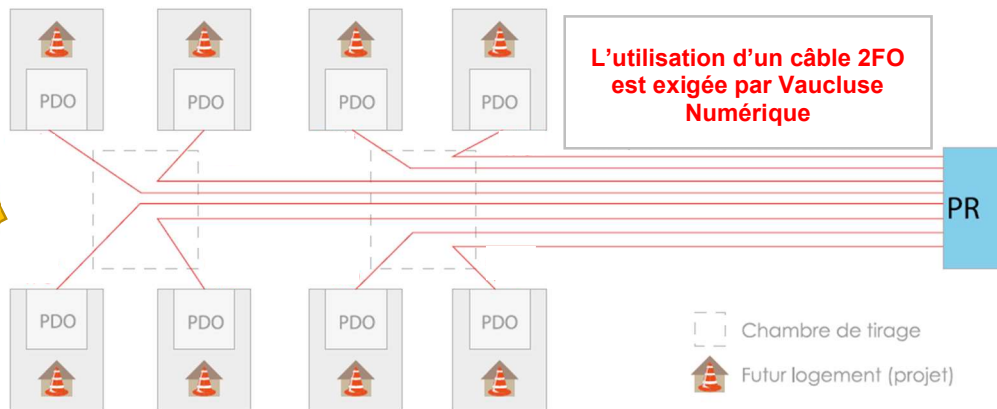 L’utilisation d’un câble 2FO
est exigée par Vaucluse
Numérique
PDO
PDO
PDO
PDO
PR
PDO
PDO
PDO
PDO
Chambre de tirage
Futur logement (projet)